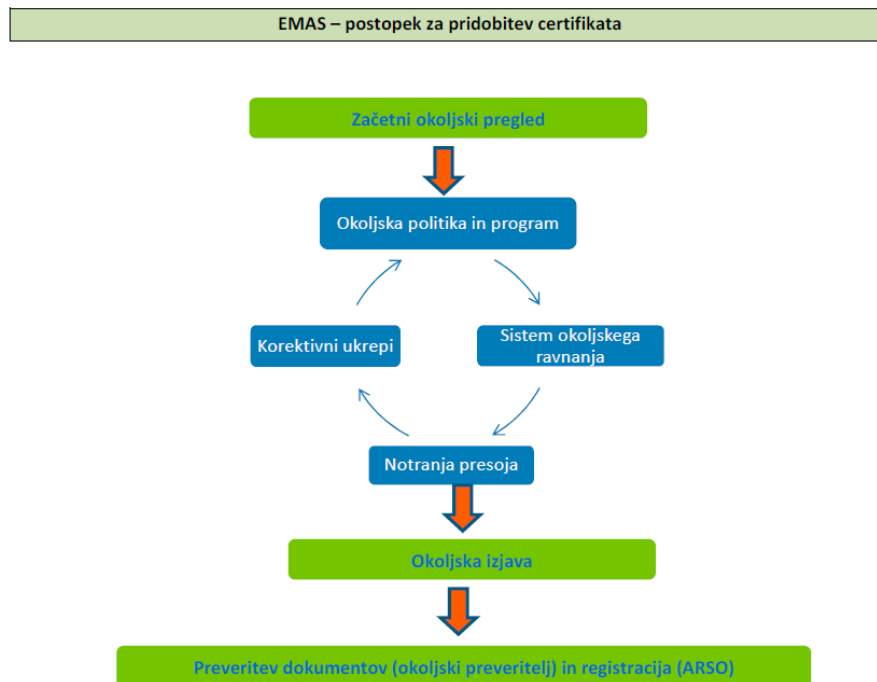 EMAS – postopek za pridobitev certifikata
Začetni okoljski pregled
Okoljska politika in program
Korektivni ukrepi
Sistem okoljskega
ravnanja
Notranja presoja
Okoljska izjava
Preveritev dokumentov (okoljski preveritelj) in registracija (ARSO)